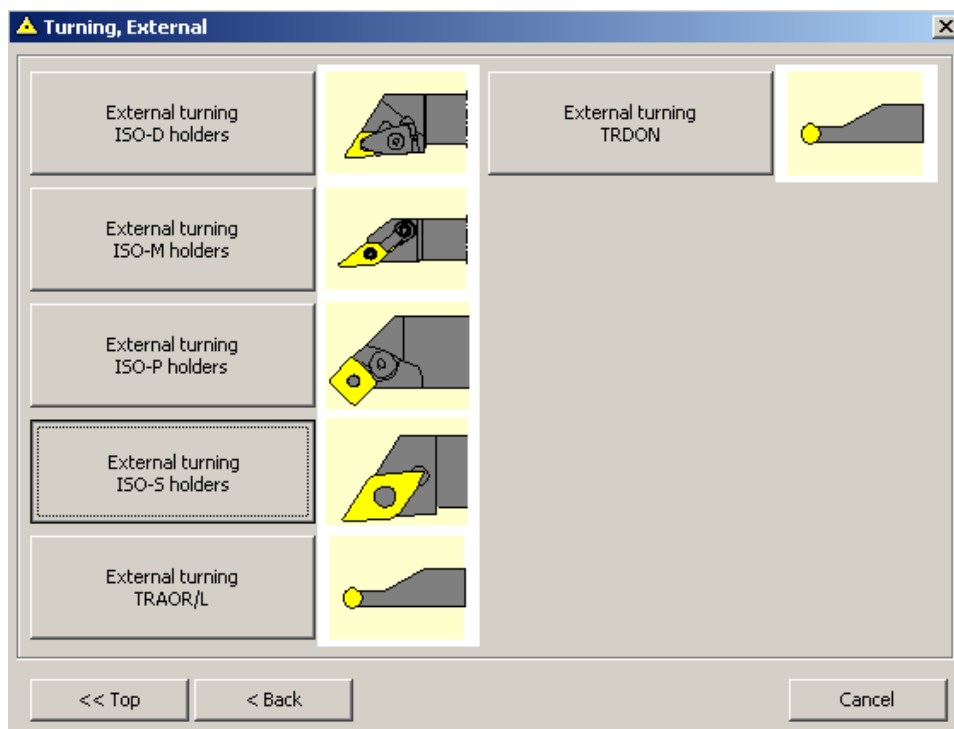 Turning, External
External turning
ISO-D holders
External turning
TRDON
External turning
ISO-M holders
External turning
ISO-P holders
External turning
ISO-S holders
External turning
TRAOR/L
<< Top
< Back
Cancel